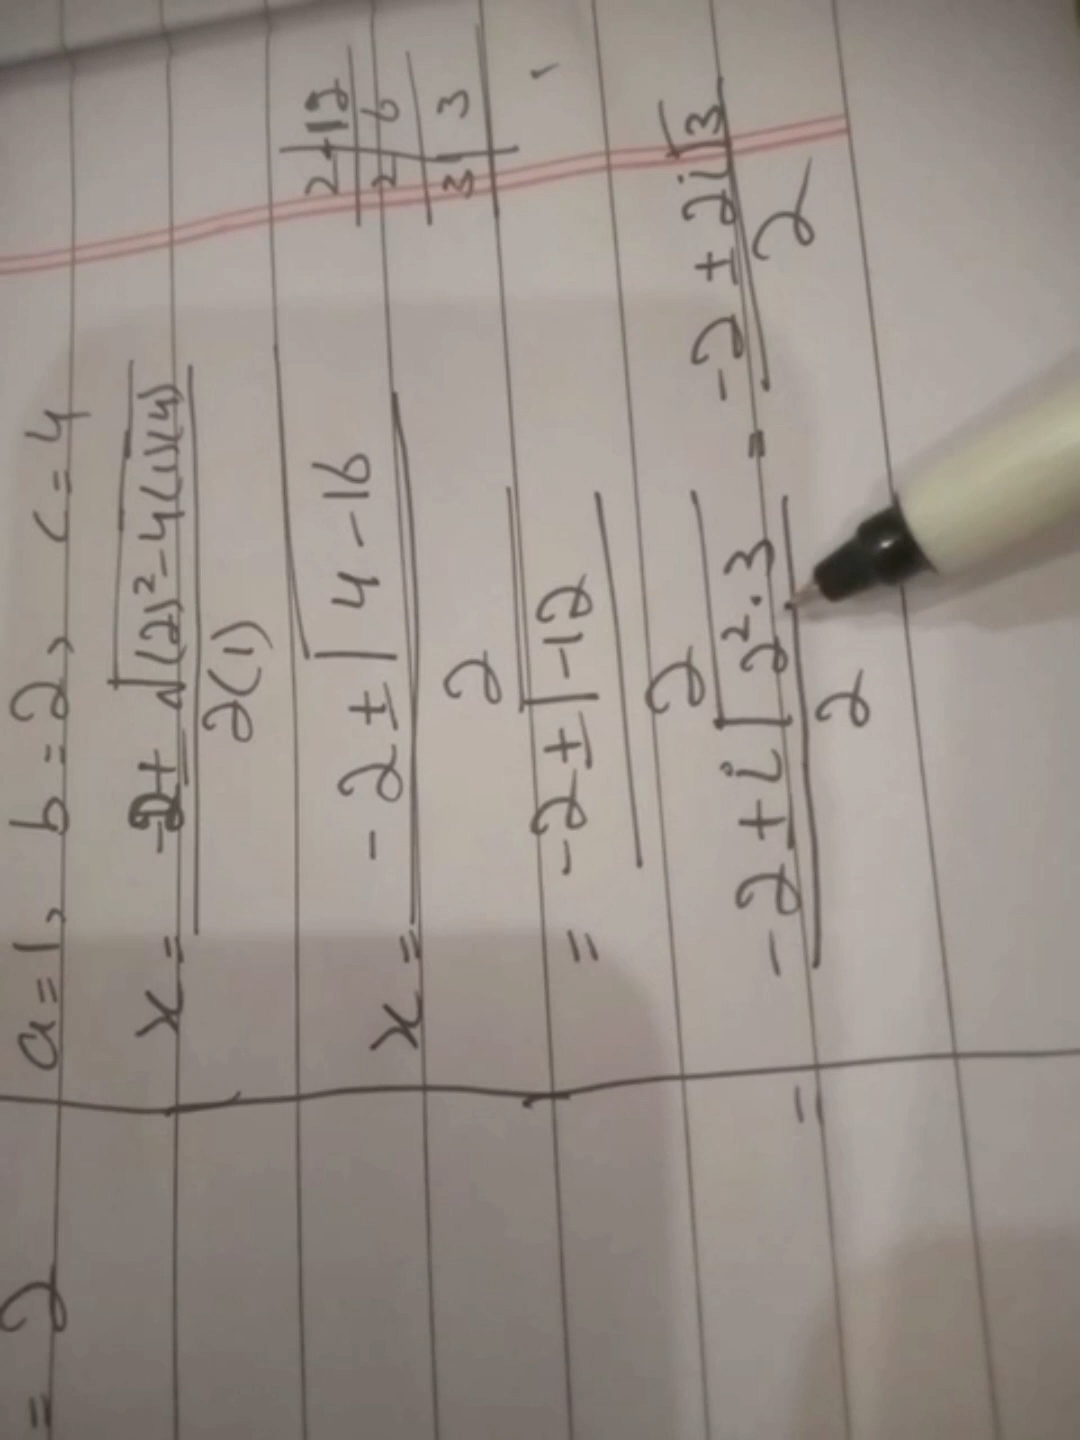 a=1, b=2, c=4
x = -2±√(2)²-4(1)(4)
2(1)
x = -2±√4-16
2
= -2±√-12
2
= -2±i√2².3 = -2±2i√3
2 2
2 12
2 6
3 3
= 2